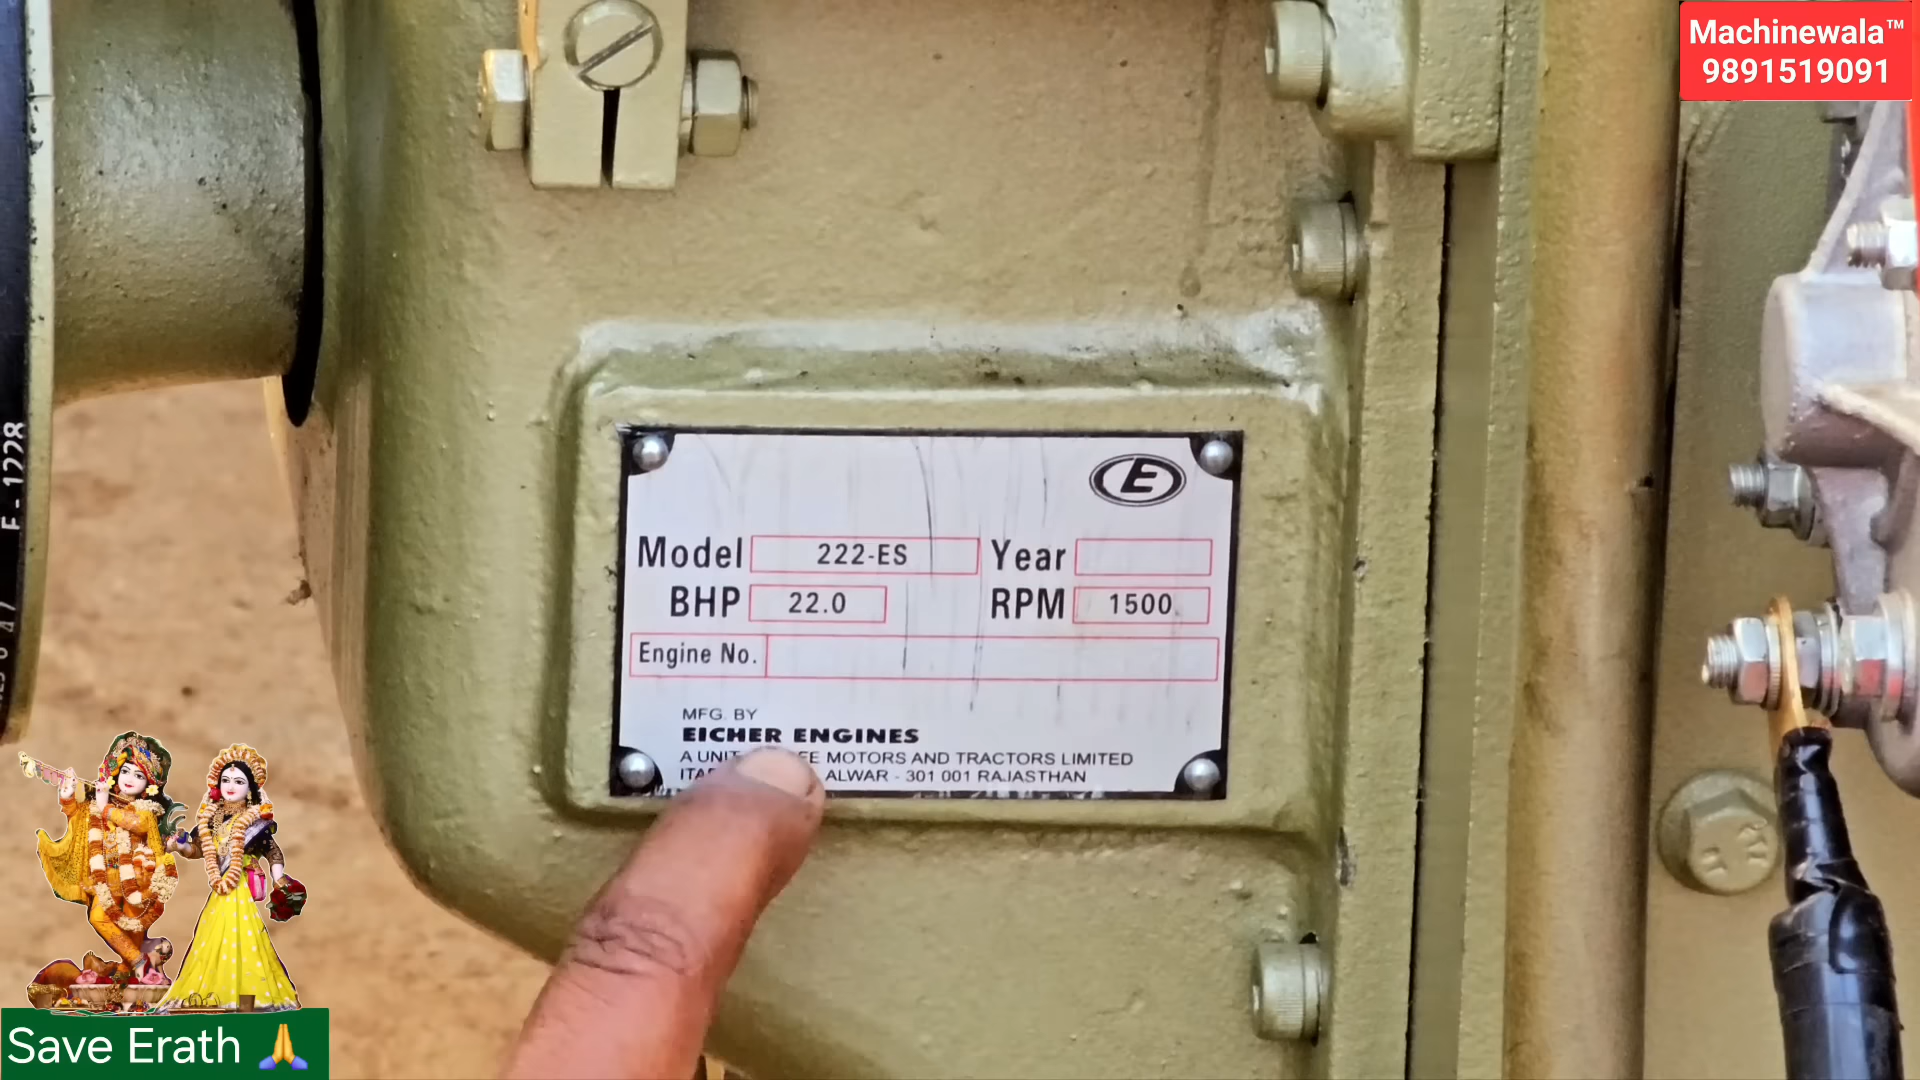 Machinewala™
9891519091
F-1228
E
Model 222-ES Year
BHP 22.0 RPM 1500
Engine No.
MFG. BY
EICHER ENGINES
A UNIT MOTORS AND TRACTORS LIMITED
ALWAR - 301 001 RAJASTHAN
Save Erath 🙏